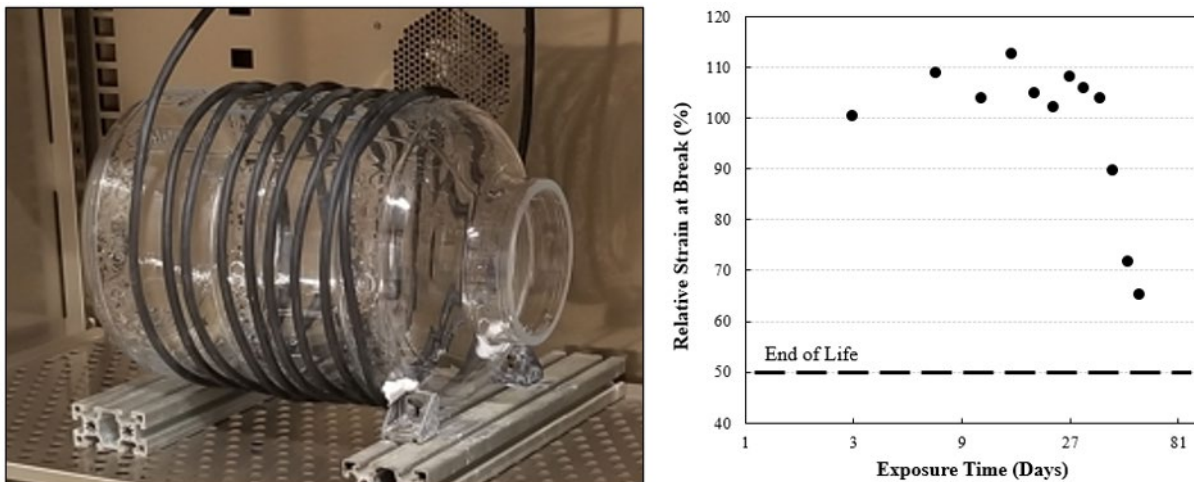 120
110
100
90
80
70
60
50
40
Relative Strain at Break (%)
End of Life
1 3 9 27 81
Exposure Time (Days)